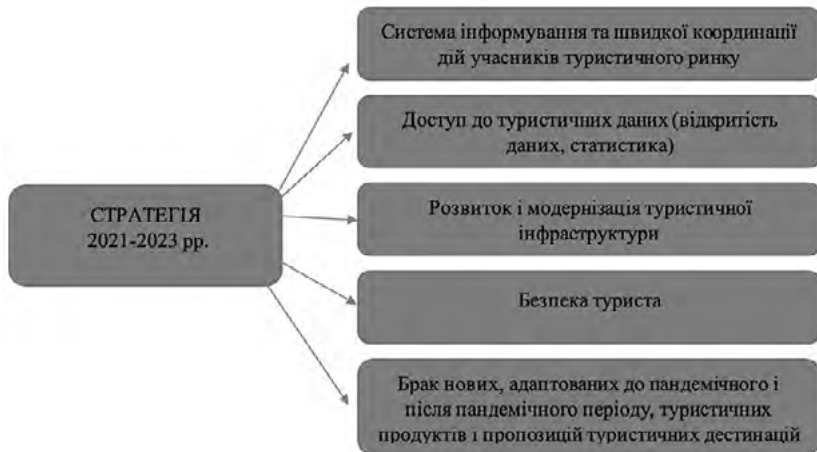 Система інформування та швидкої координації
дій учасників туристичного ринку
Доступ до туристичних даних (відкритість
даних, статистика)
СТРАТЕГІЯ
2021-2023 рр.
Розвиток і модернізація туристичної
інфраструктури
Безпека туриста
Брак нових, адаптованих до пандемічного і
після пандемічного періоду, туристичних
продуктів і пропозицій туристичних дестинацій